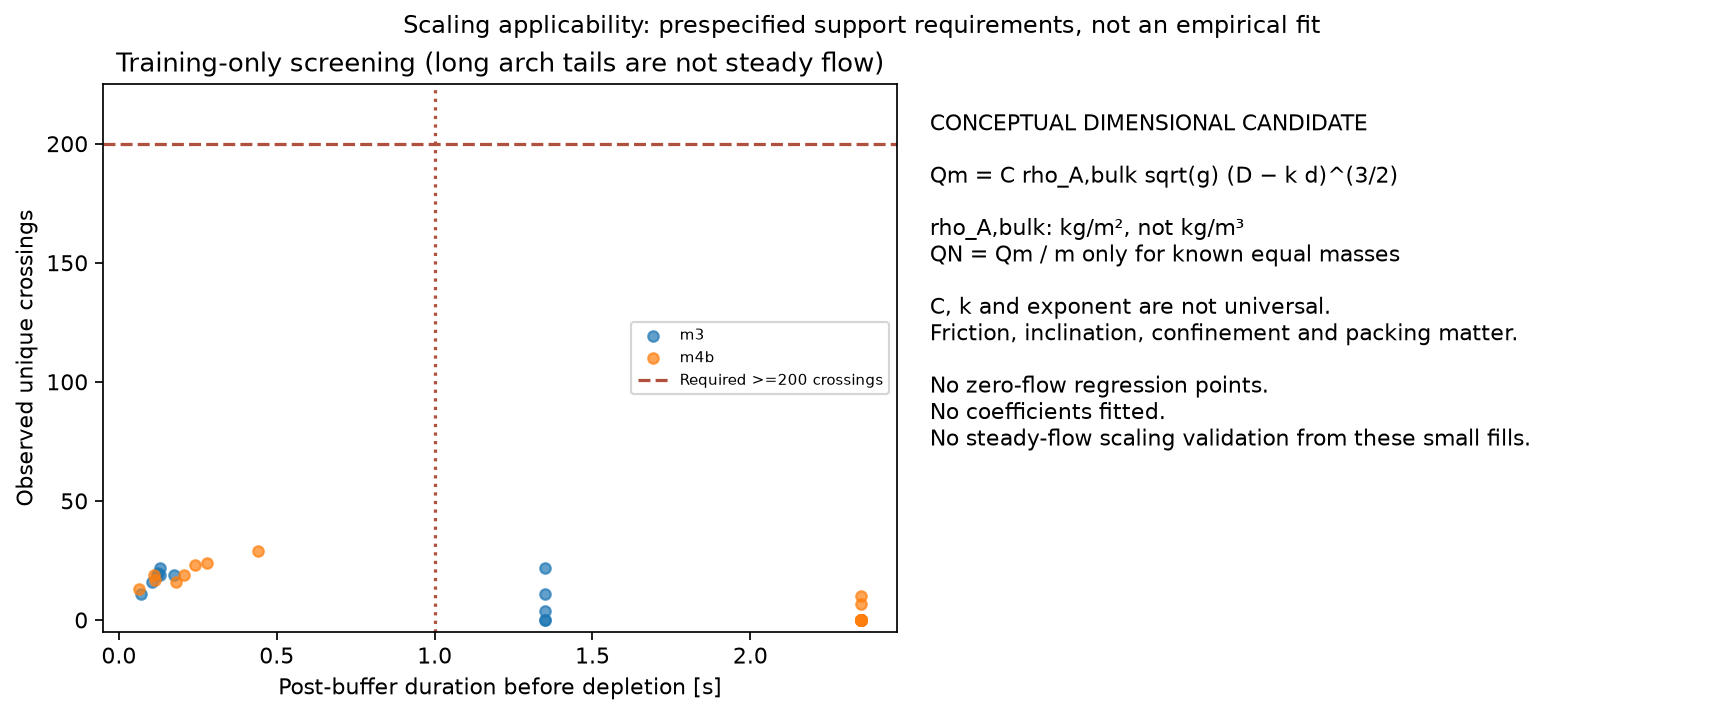 Scaling applicability: prespecified support requirements, not an empirical fit
Training-only screening (long arch tails are not steady flow)
Observed unique crossings
200
150
100
50
0
m3
m4b
Required >=200 crossings
0.0
0.5
1.0
1.5
2.0
Post-buffer duration before depletion [s]
CONCEPTUAL DIMENSIONAL CANDIDATE
Qm = C rho_A,bulk sqrt(g) (D − k d)^(3/2)
rho_A,bulk: kg/m², not kg/m³
QN = Qm / m only for known equal masses
C, k and exponent are not universal.
Friction, inclination, confinement and packing matter.
No zero-flow regression points.
No coefficients fitted.
No steady-flow scaling validation from these small fills.